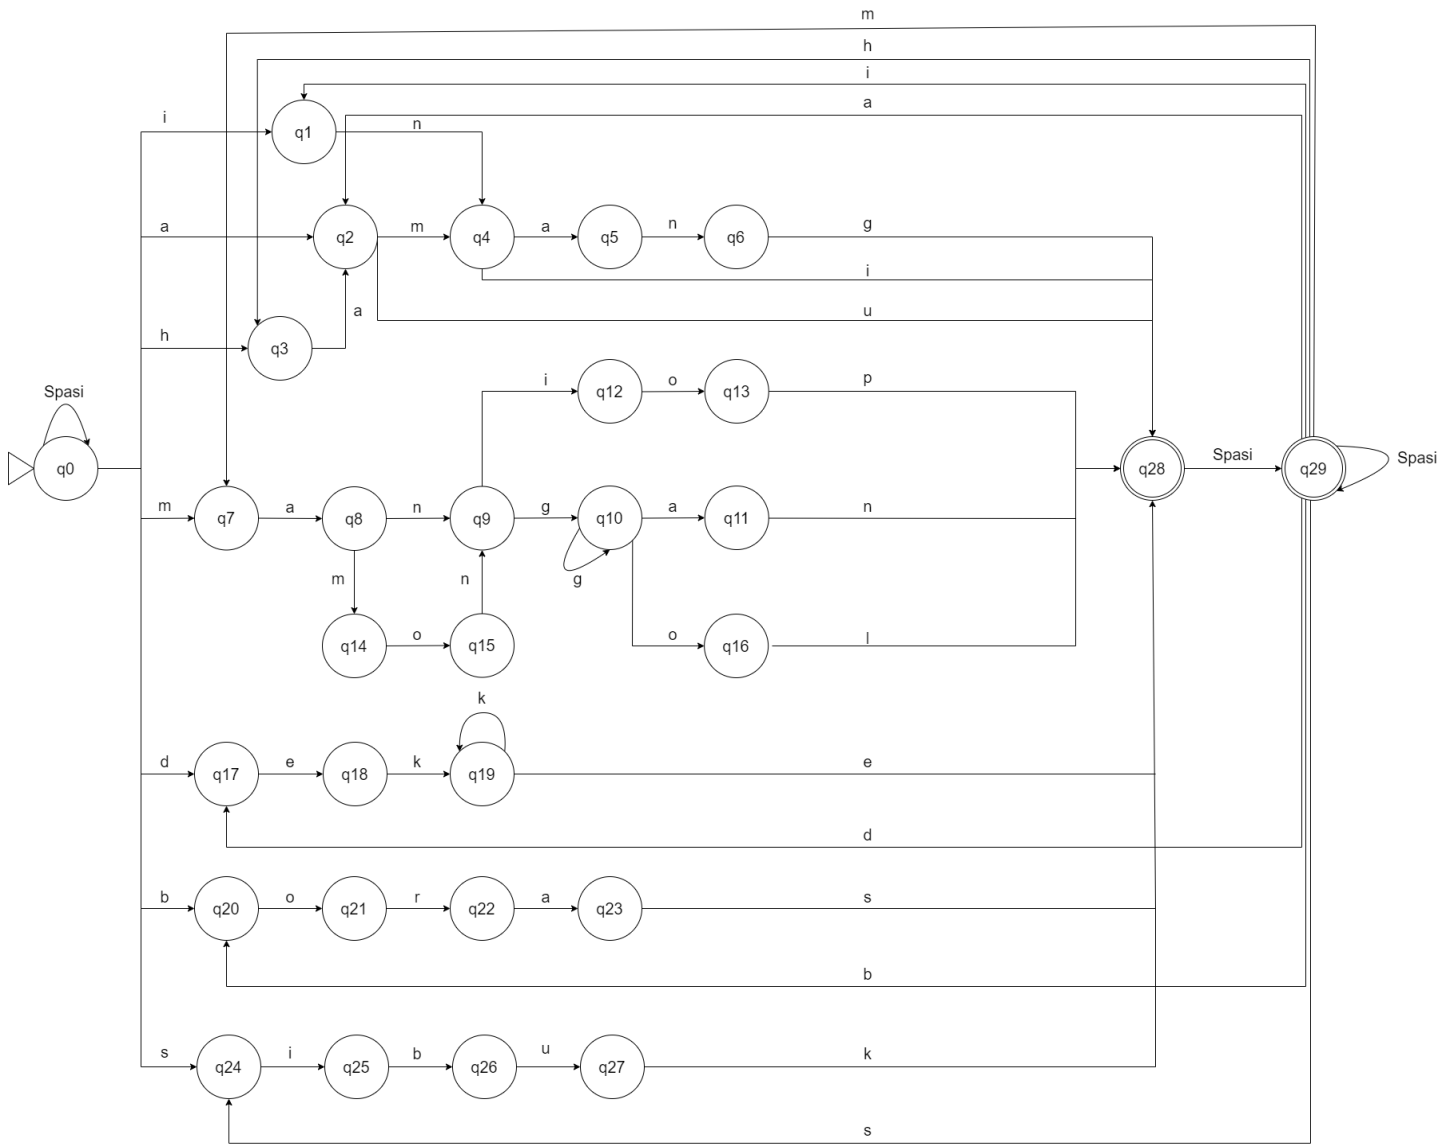 m
h
i
a
i
q1
n
a
q2
m
q4
a
q5
n
q6
g
i
u
h
q3
a
Spasi
q0
i
q12
o
q13
p
q28
Spasi
q29
Spasi
m
q7
a
q8
n
q9
g
q10
a
q11
n
g
m
n
q14
o
q15
o
q16
l
k
d
q17
e
q18
k
q19
e
d
b
q20
o
q21
r
q22
a
q23
s
b
s
q24
i
q25
b
q26
u
q27
k
s